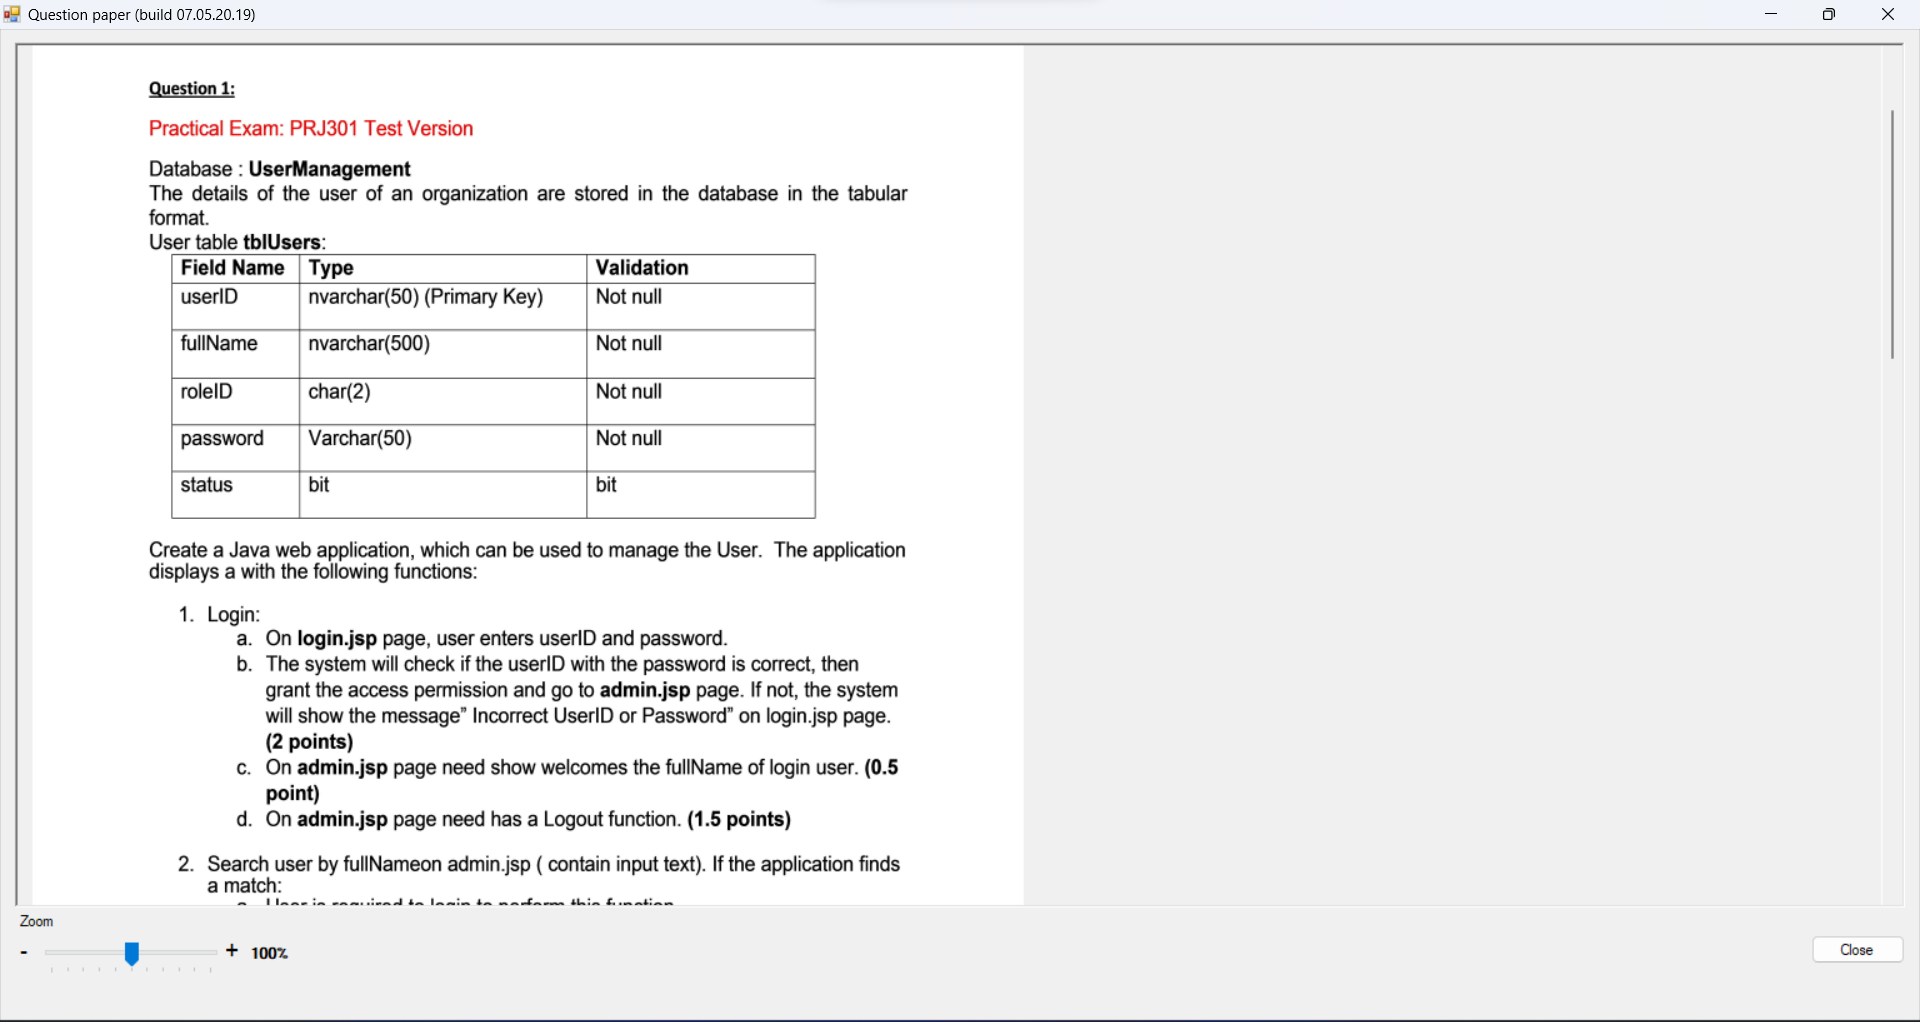 Question paper (build 07.05.20.19)
Question 1:
Practical Exam: PRJ301 Test Version
Database : UserManagement
The details of the user of an organization are stored in the database in the tabular
format.
User table tblUsers:
Field Name Type Validation
userID nvarchar(50) (Primary Key) Not null
fullName nvarchar(500) Not null
roleID char(2) Not null
password Varchar(50) Not null
status bit bit
Create a Java web application, which can be used to manage the User. The application
displays a with the following functions:
1. Login:
a. On login.jsp page, user enters userID and password.
b. The system will check if the userID with the password is correct, then
grant the access permission and go to admin.jsp page. If not, the system
will show the message” Incorrect UserID or Password” on login.jsp page.
(2 points)
c. On admin.jsp page need show welcomes the fullName of login user. (0.5
point)
d. On admin.jsp page need has a Logout function. (1.5 points)
2. Search user by fullNameon admin.jsp ( contain input text). If the application finds
a match:
a. User is required to login to perform this function
Zoom
- + 100%
Close